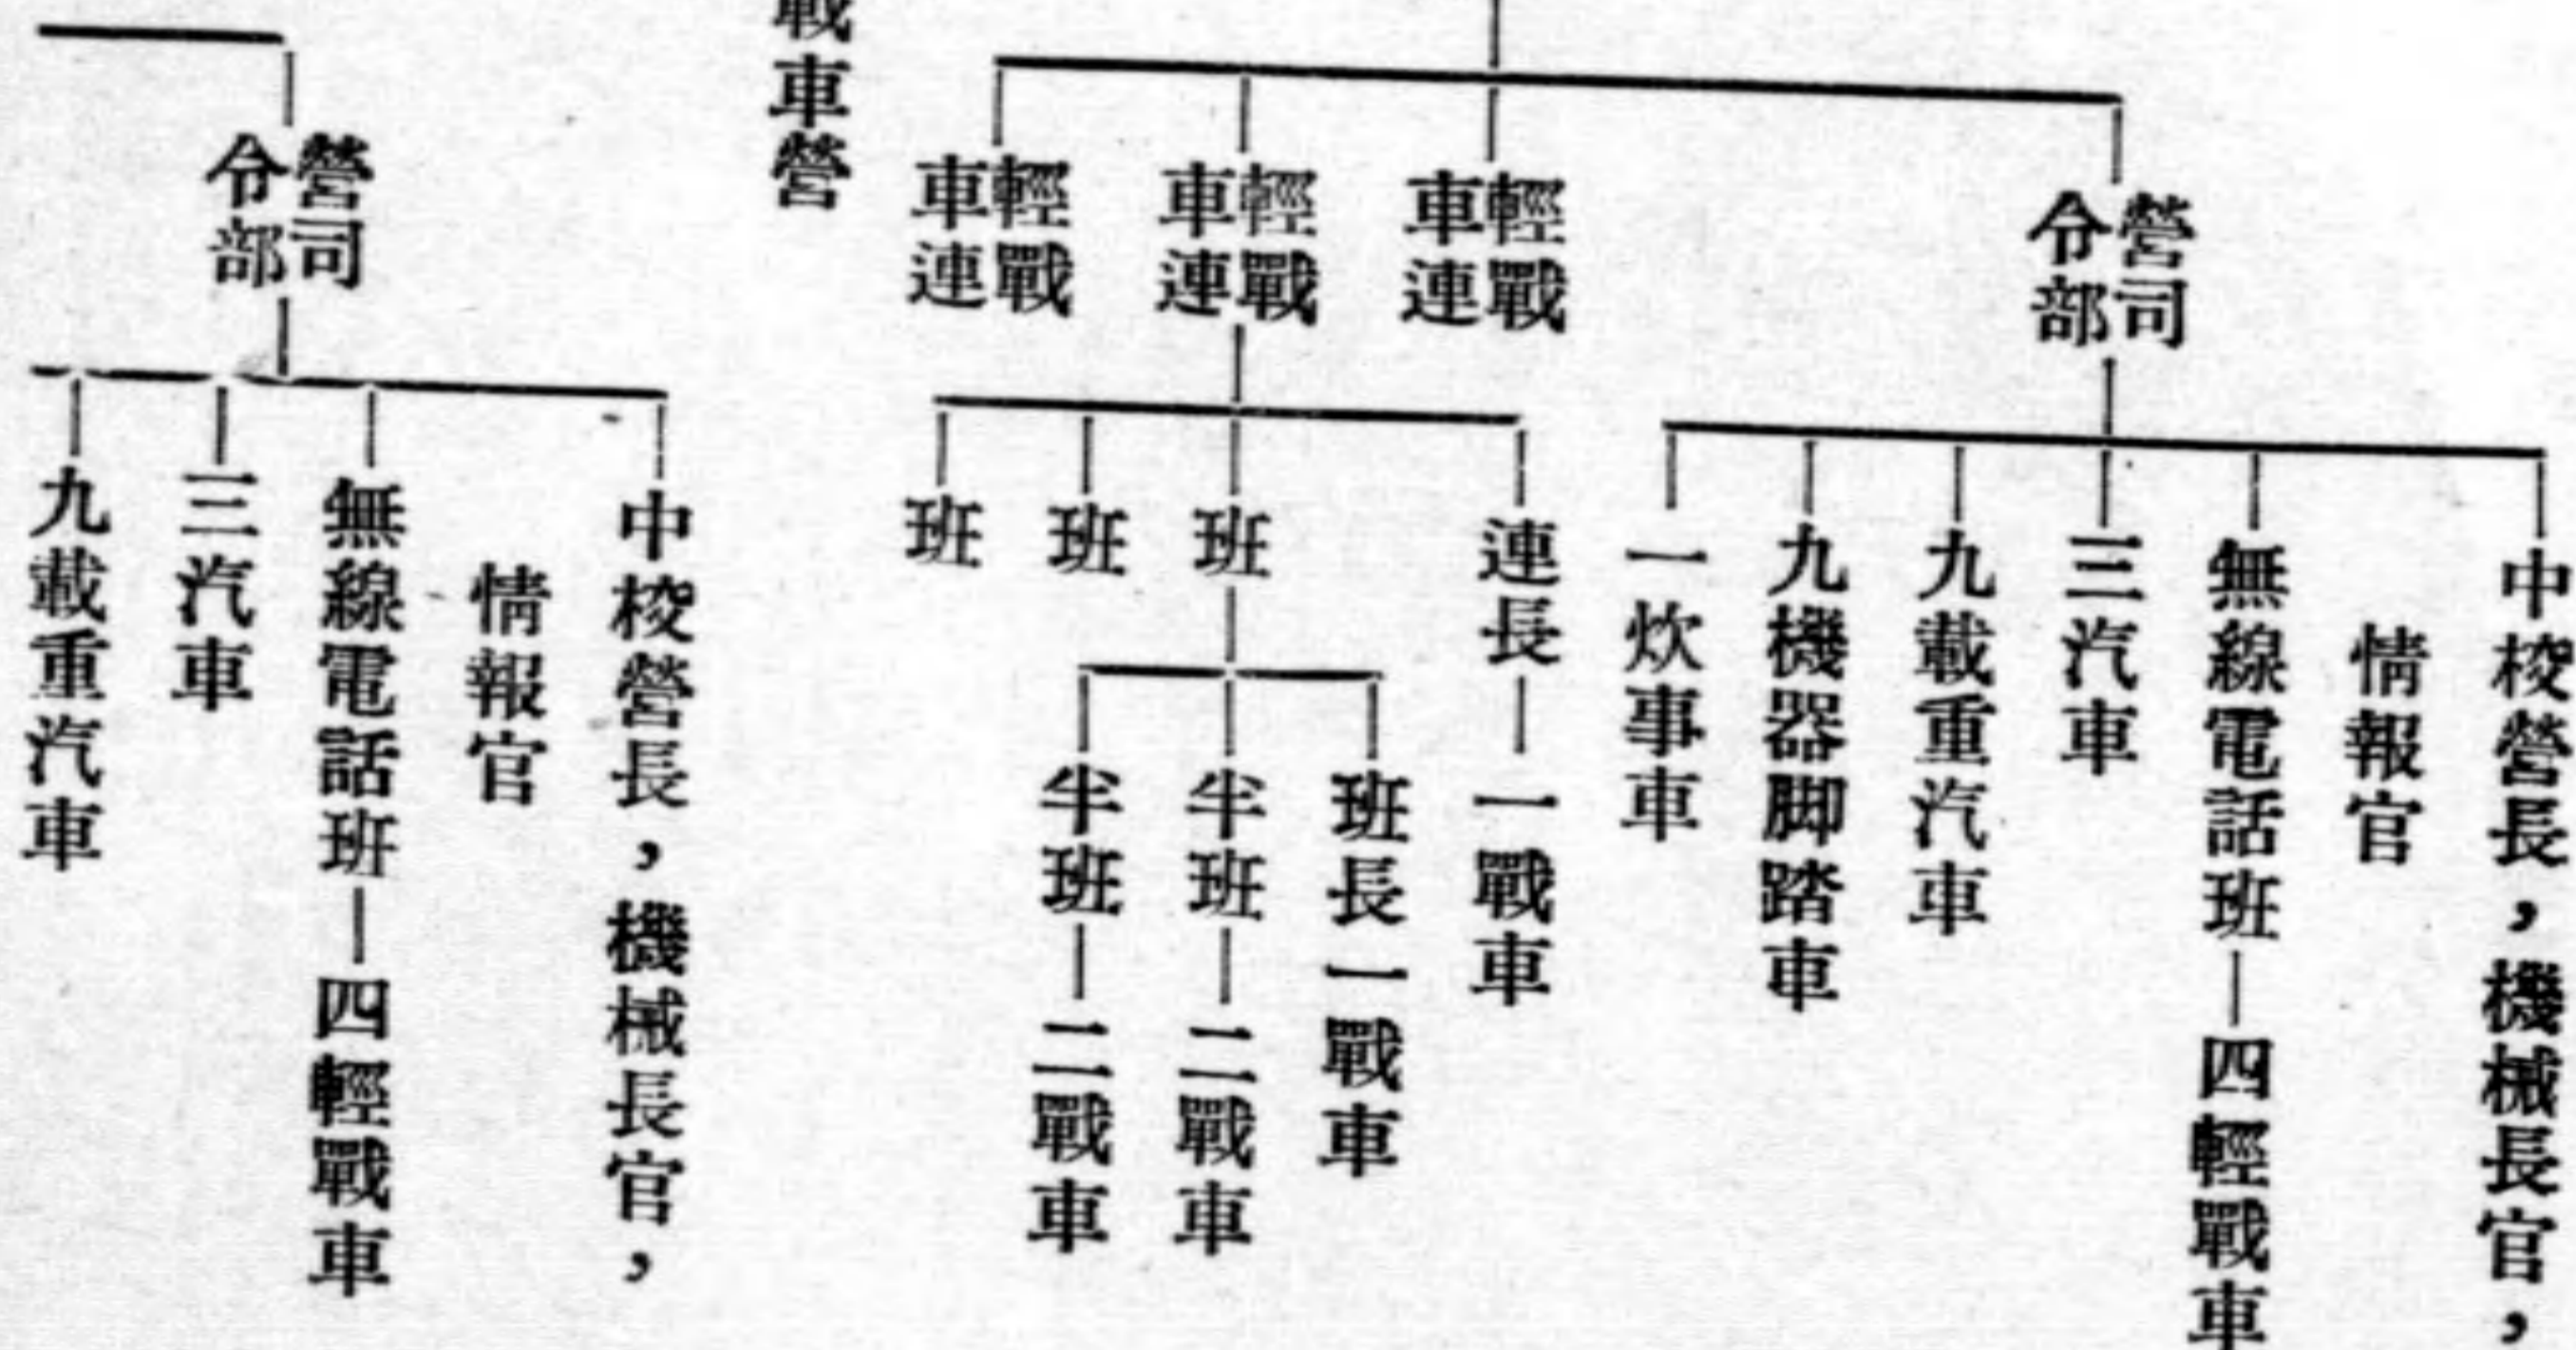 營司
令部
中校營長，機械長官，
情報官
無線電話班—四輕戰車
三汽車
九載重汽車
九機器脚踏車
一炊事車
輕戰
車連
輕戰
車連
輕戰
車連
連長—一戰車
班
班長一戰車
半班—二戰車
半班—二戰車
班
班
戰車營
營司
令部
中校營長，機械長官，
情報官
無線電話班—四輕戰車
三汽車
九載重汽車